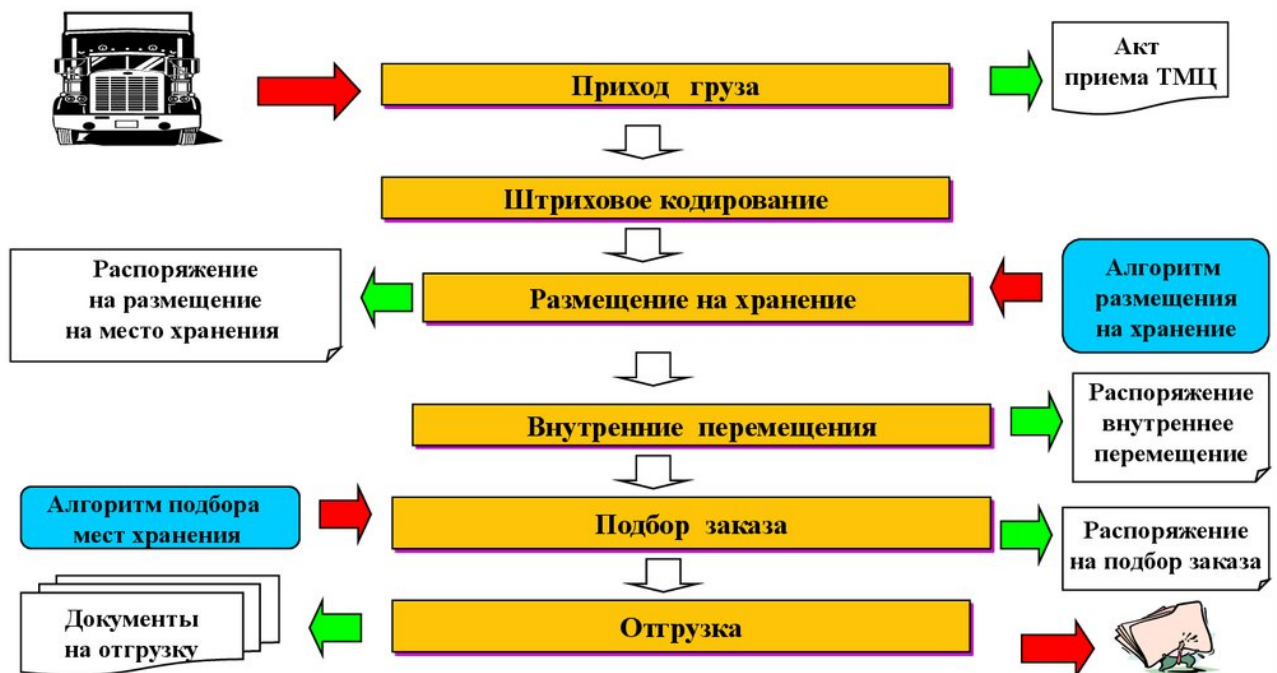 Приход груза
Акт
приема ТМЦ
Штриховое кодирование
Распоряжение
на размещение
на место хранения
Размещение на хранение
Алгоритм
размещения
на хранение
Внутренние перемещения
Распоряжение
внутреннее
перемещение
Алгоритм подбора
мест хранения
Подбор заказа
Распоряжение
на подбор заказа
Документы
на отгрузку
Отгрузка